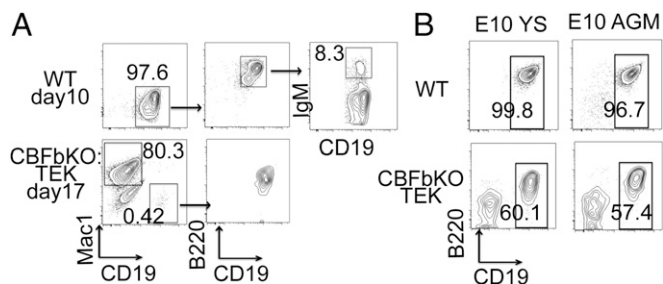 A
WT
day10
97.6
8.3
IgM
CD19
CBFbKO:
TEK
day17
80.3
0.42
Mac1
CD19
B220
CD19
B
E10 YS
E10 AGM
WT
99.8
96.7
CBFbKO
TEK
60.1
57.4
B220
CD19